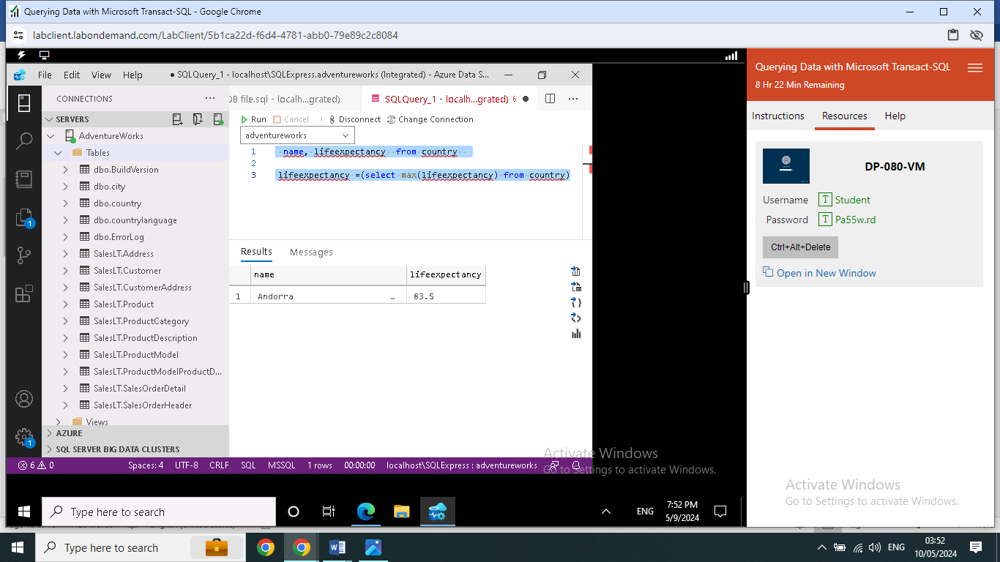 Querying Data with Microsoft Transact-SQL - Google Chrome
labclient.labondemand.com/LabClient/5b1ca22d-f6d4-4781-abb0-79e89c2c8084
File Edit View Help
● SQLQuery_1 - localhost\SQLExpress.adventureworks (Integrated) - Azure Data S...
CONNECTIONS
SERVERS
AdventureWorks
Tables
dbo.BuildVersion
dbo.city
dbo.country
dbo.countrylanguage
dbo.ErrorLog
SalesLT.Address
SalesLT.Customer
SalesLT.CustomerAddress
SalesLT.Product
SalesLT.ProductCategory
SalesLT.ProductDescription
SalesLT.ProductModel
SalesLT.ProductModelProductD...
SalesLT.SalesOrderDetail
SalesLT.SalesOrderHeader
Views
AZURE
SQL SERVER BIG DATA CLUSTERS
1
1
DB file.sql - localh...grated)
SQLQuery_1 - localh...grated) 6 ●
Run Cancel Disconnect Change Connection
adventureworks
1 name, lifeexpectancy from country
2
3 lifeexpectancy =(select max(lifeexpectancy) from country)
Results Messages
name lifeexpectancy
1 Andorra ... 83.5
6 0 Spaces: 4 UTF-8 CRLF SQL MSSQL 1 rows 00:00:00 localhost\SQLExpress : adventureworks
Activate Windows
Go to Settings to activate Windows.
Type here to search
ENG
7:52 PM
5/9/2024
Querying Data with Microsoft Transact-SQL
8 Hr 22 Min Remaining
Instructions Resources Help
DP-080-VM
Username T Student
Password T Pa55w.rd
Ctrl+Alt+Delete
Open in New Window
Activate Windows
Go to Settings to activate Windows.
Type here to search
ENG
03:52
10/05/2024